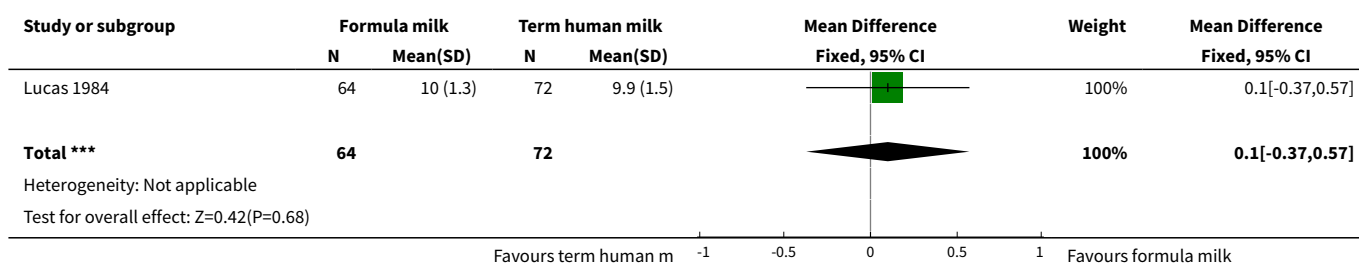 Study or subgroup Formula milk Term human milk Mean Difference Weight Mean Difference
N Mean(SD) N Mean(SD) Fixed, 95% CI Fixed, 95% CI
Lucas 1984 64 10 (1.3) 72 9.9 (1.5) 100% 0.1[-0.37,0.57]
Total *** 64 72 100% 0.1[-0.37,0.57]
Heterogeneity: Not applicable
Test for overall effect: Z=0.42(P=0.68)
Favours term human m -1 -0.5 0 0.5 1 Favours formula milk